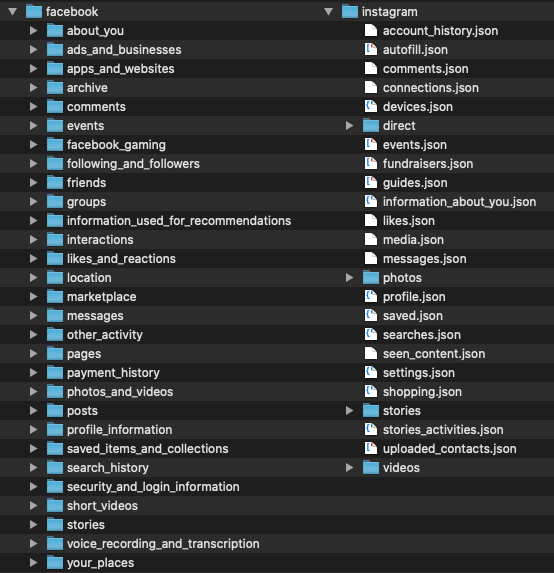 facebook
about_you
ads_and_businesses
apps_and_websites
archive
comments
events
facebook_gaming
following_and_followers
friends
groups
information_used_for_recommendations
interactions
likes_and_reactions
location
marketplace
messages
other_activity
pages
payment_history
photos_and_videos
posts
profile_information
saved_items_and_collections
search_history
security_and_login_information
short_videos
stories
voice_recording_and_transcription
your_places
instagram
account_history.json
autofill.json
comments.json
connections.json
devices.json
direct
events.json
fundraisers.json
guides.json
information_about_you.json
likes.json
media.json
messages.json
photos
profile.json
saved.json
searches.json
seen_content.json
settings.json
shopping.json
stories
stories_activities.json
uploaded_contacts.json
videos